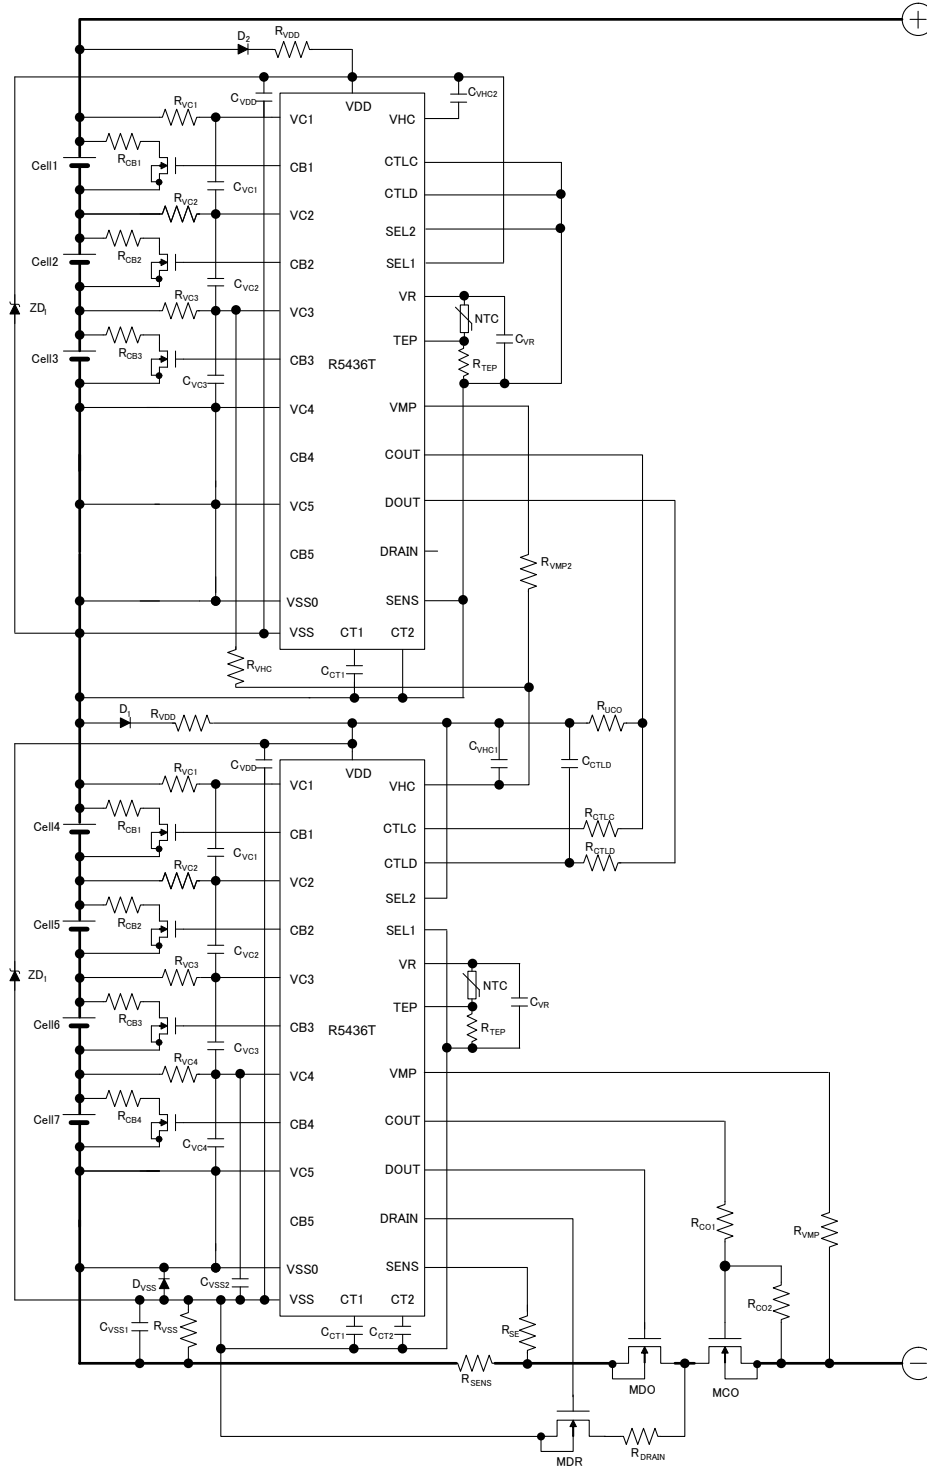 +
D2
RVDD
CVDD
CVHC2
RVC1
VDD
VC1
VHC
Cell1
RCB1
CB1
CTLC
CVC1
CTLD
RVC2
VC2
SEL2
Cell2
RCB2
CB2
SEL1
CVC2
RVC3
VR
ZD1
VC3
NTC
TEP
CVR
Cell3
RCB3
CB3
R5436T
RTEP
CVC3
VC4
VMP
CB4
COUT
VC5
DOUT
CB5
DRAIN
RVMP2
VSS0
SENS
VSS
CT1
CT2
RVHC
CCT1
D1
RVDD
RUCO
CVDD
CVHC1
CCTLD
RVC1
VDD
VC1
VHC
Cell4
RCB1
CB1
CTLC
RCTLC
CVC1
RCTLD
RVC2
VC2
CTLD
SEL2
Cell5
RCB2
CB2
SEL1
CVC2
RVC3
VC3
VR
ZD1
NTC
TEP
CVR
Cell6
RCB3
CB3
R5436T
RTEP
CVC3
RVC4
VC4
VMP
Cell7
RCB4
CB4
COUT
CVC4
VC5
DOUT
CB5
DRAIN
RCO1
RVMP
VSS0
SENS
DVSS
CVSS2
VSS
CT1
CT2
RCO2
CVSS1
RVSS
CCT1
CCT2
RSE
−
RSENS
MDO
MCO
MDR
RDRAIN